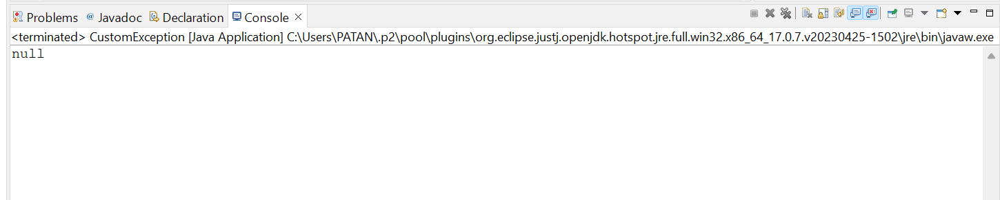 Problems @ Javadoc Declaration Console
<terminated> CustomException [Java Application] C:\Users\PATAN\.p2\pool\plugins\org.eclipse.justj.openjdk.hotspot.jre.full.win32.x86_64_17.0.7.v20230425-1502\jre\bin\javaw.exe
null